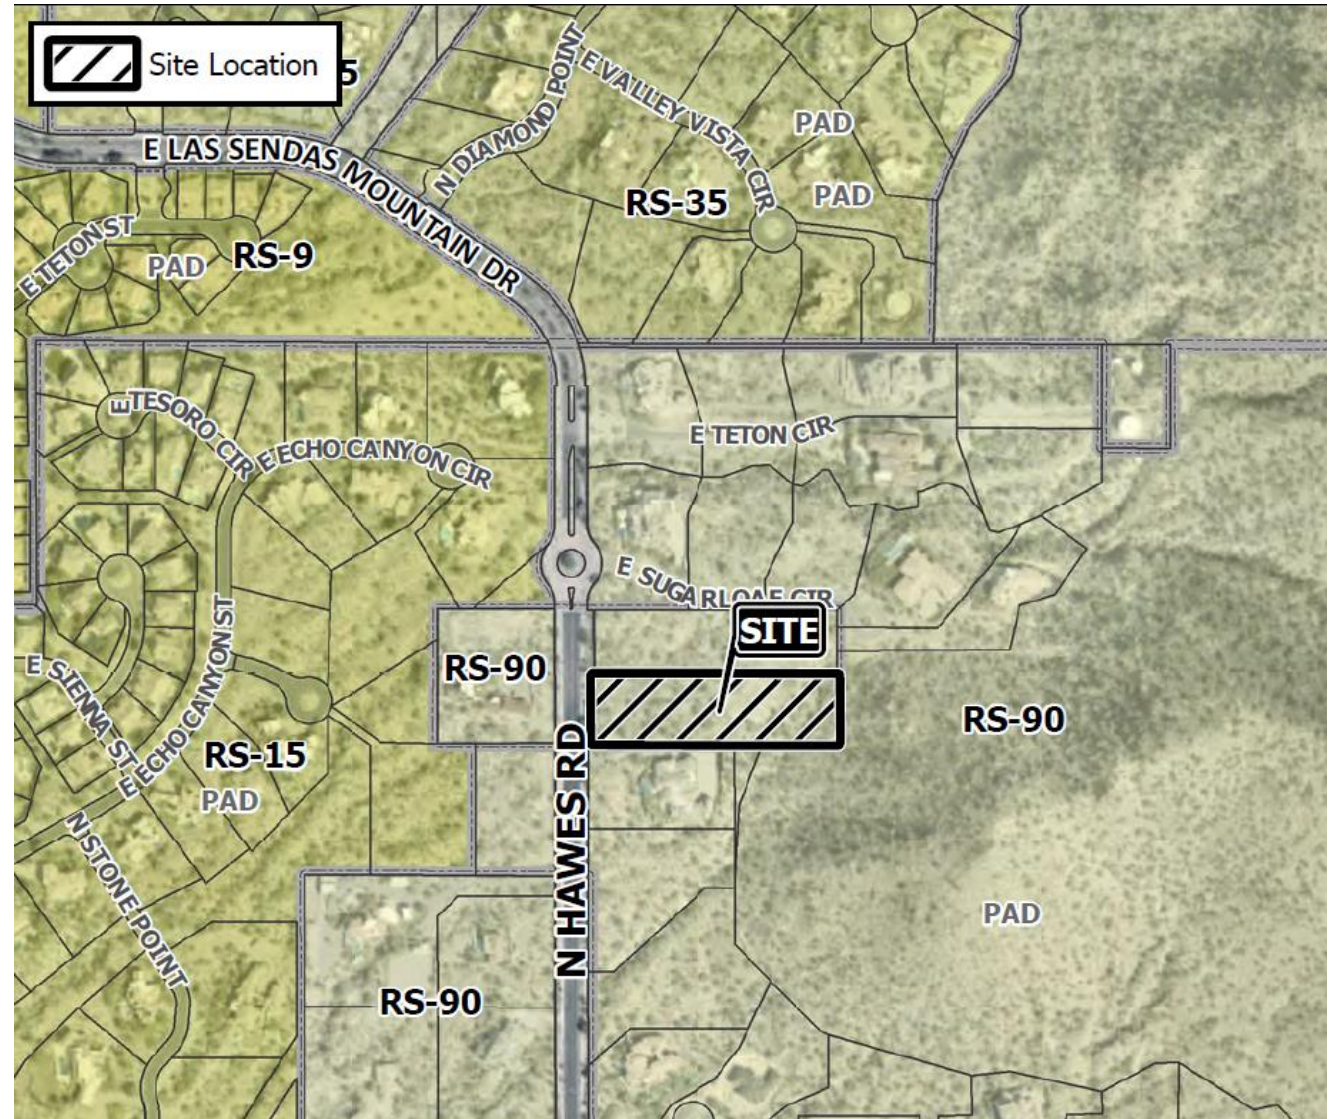 Site Location
5
E VALLEY VISTA CIR
N DIAMOND POINT
PAD
E LAS SENDAS MOUNTAIN DR
RS-35
PAD
E TETON ST
RS-9
PAD
E TESORO CIR
E ECHO CANYON CIR
E TETON CIR
E SUGARLOAF CIR
SITE
RS-90
E SIENNA ST
E ECHO CANYON ST
RS-90
RS-15
PAD
N HAWES RD
N STONE POINT
PAD
RS-90